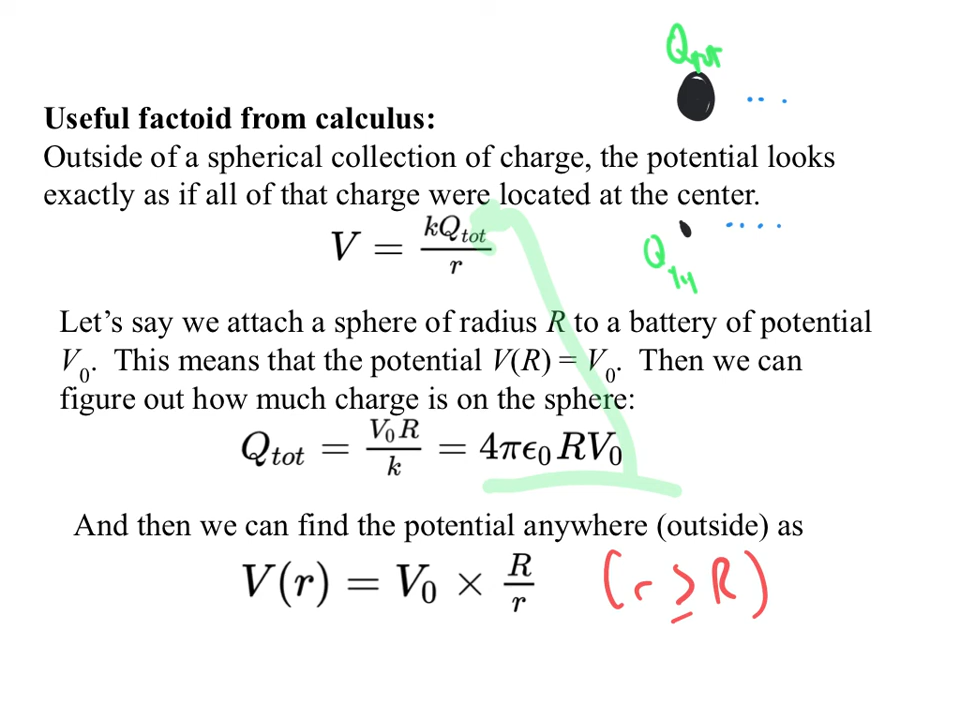 Q_tot
Useful factoid from calculus:
Outside of a spherical collection of charge, the potential looks
exactly as if all of that charge were located at the center.
V = kQ_tot / r
Q
Let’s say we attach a sphere of radius R to a battery of potential
V_0. This means that the potential V(R) = V_0. Then we can
figure out how much charge is on the sphere:
Q_tot = V_0 R / k = 4πϵ_0 RV_0
And then we can find the potential anywhere (outside) as
V(r) = V_0 × R / r (r ≥ R)